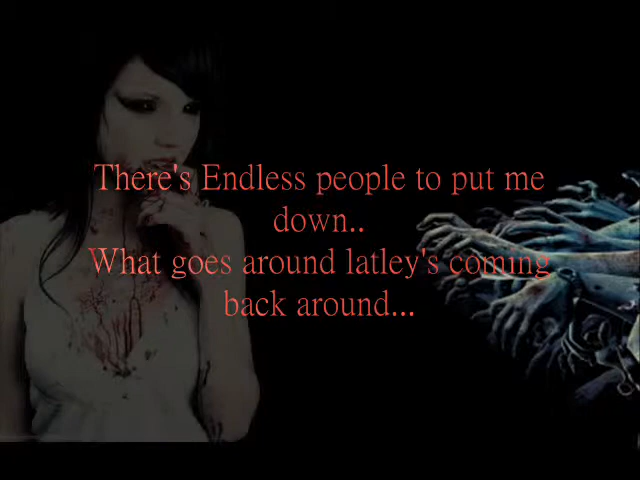 There's Endless people to put me
down..
What goes around latley's coming
back around...